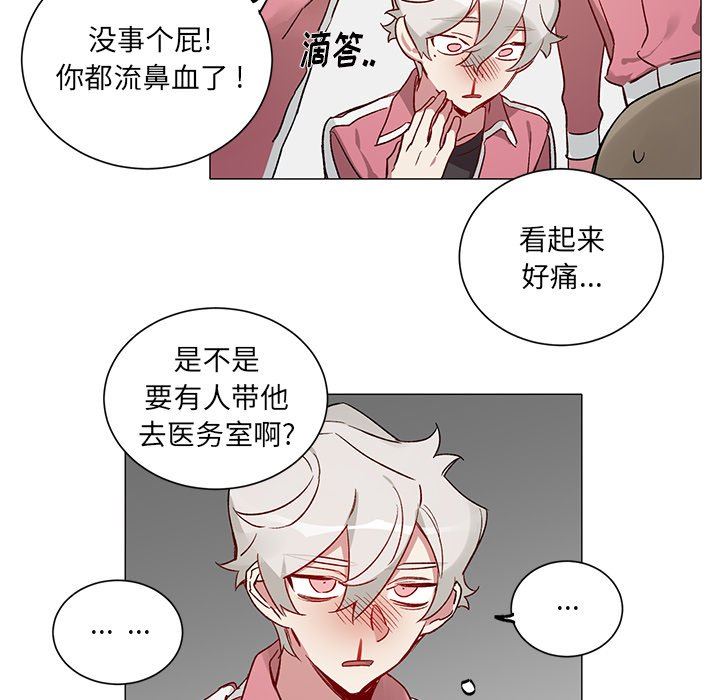 没事个屁!
你都流鼻血了!
滴答..
看起来
好痛...
是不是
要有人带他
去医务室啊?
... ...
...